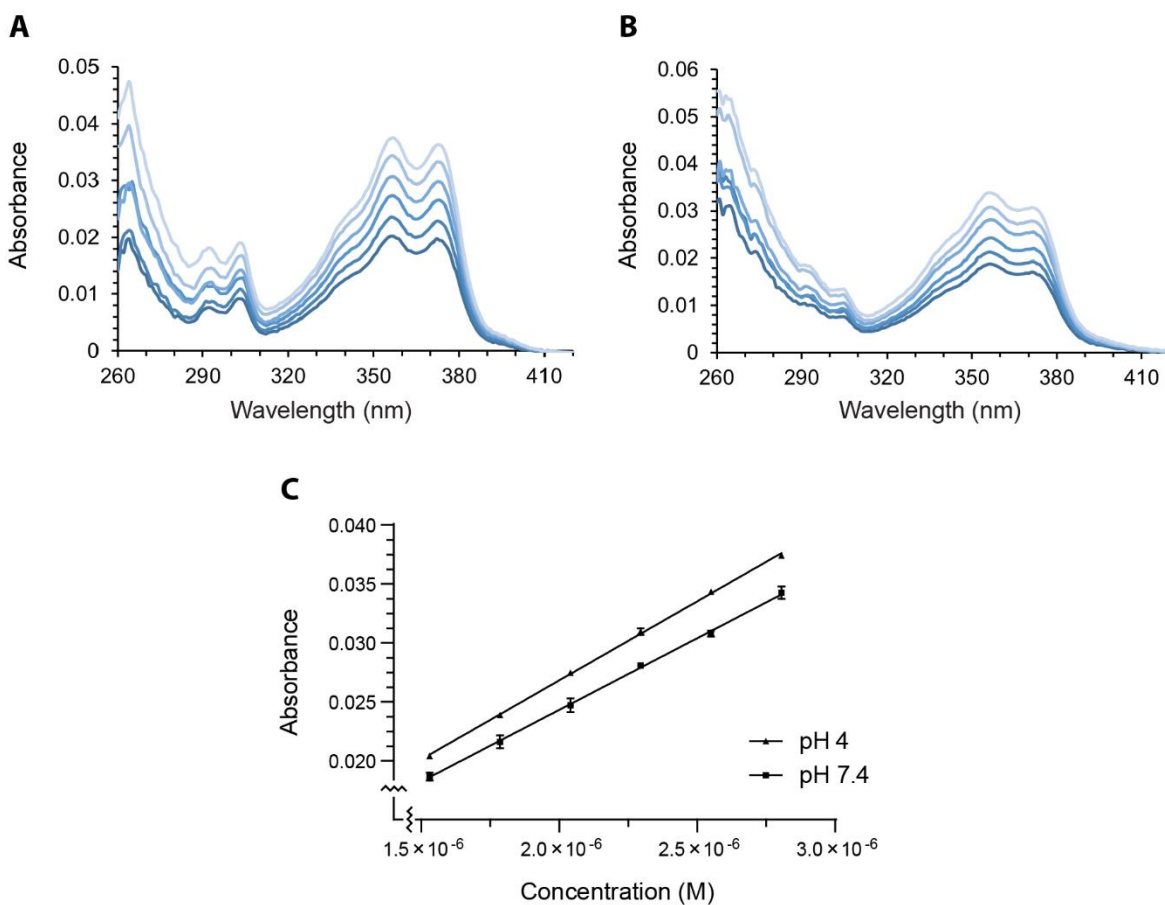 A
0.05
0.04
0.03
0.02
0.01
0
Absorbance
260
290
320
350
380
410
Wavelength (nm)
B
0.06
0.05
0.04
0.03
0.02
0.01
0
Absorbance
260
290
320
350
380
410
Wavelength (nm)
C
0.040
0.035
0.030
0.025
0.020
Absorbance
pH 4
pH 7.4
1.5 × 10⁻⁶
2.0 × 10⁻⁶
2.5 × 10⁻⁶
3.0 × 10⁻⁶
Concentration (M)